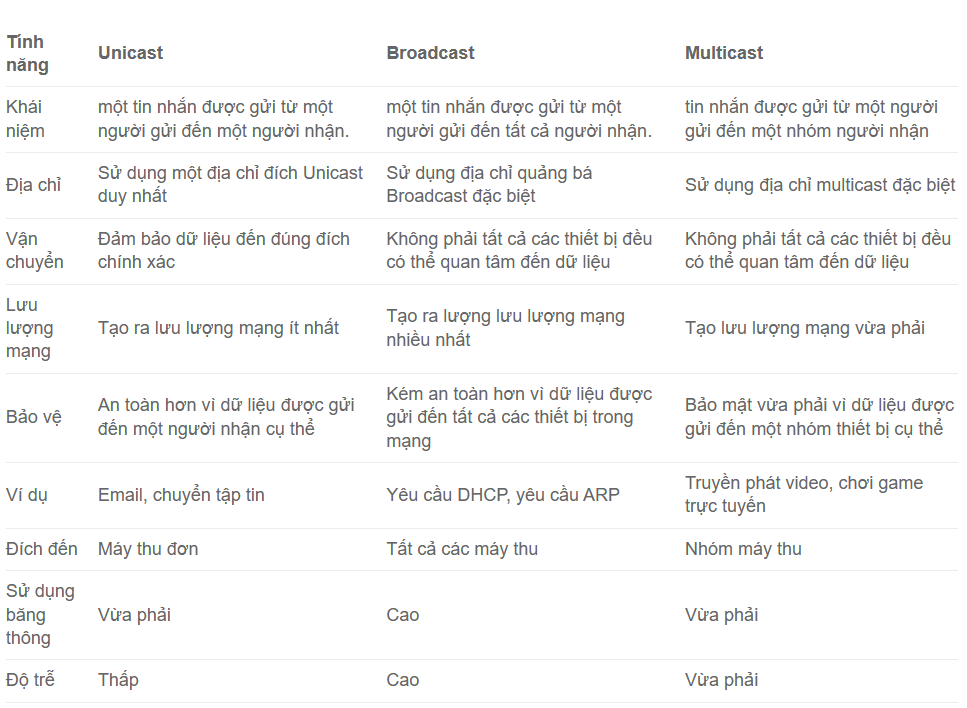 Tính năng Unicast Broadcast Multicast
Khái niệm một tin nhắn được gửi từ một người gửi đến một người nhận. một tin nhắn được gửi từ một người gửi đến tất cả người nhận. tin nhắn được gửi từ một người gửi đến một nhóm người nhận
Địa chỉ Sử dụng một địa chỉ đích Unicast duy nhất Sử dụng địa chỉ quảng bá Broadcast đặc biệt Sử dụng địa chỉ multicast đặc biệt
Vận chuyển Đảm bảo dữ liệu đến đúng đích chính xác Không phải tất cả các thiết bị đều có thể quan tâm đến dữ liệu Không phải tất cả các thiết bị đều có thể quan tâm đến dữ liệu
Lưu lượng mạng Tạo ra lưu lượng mạng ít nhất Tạo ra lượng lưu lượng mạng nhiều nhất Tạo lưu lượng mạng vừa phải
Bảo vệ An toàn hơn vì dữ liệu được gửi đến một người nhận cụ thể Kém an toàn hơn vì dữ liệu được gửi đến tất cả các thiết bị trong mạng Bảo mật vừa phải vì dữ liệu được gửi đến một nhóm thiết bị cụ thể
Ví dụ Email, chuyển tập tin Yêu cầu DHCP, yêu cầu ARP Truyền phát video, chơi game trực tuyến
Đích đến Máy thu đơn Tất cả các máy thu Nhóm máy thu
Sử dụng băng thông Vừa phải Cao Vừa phải
Độ trễ Thấp Cao Vừa phải